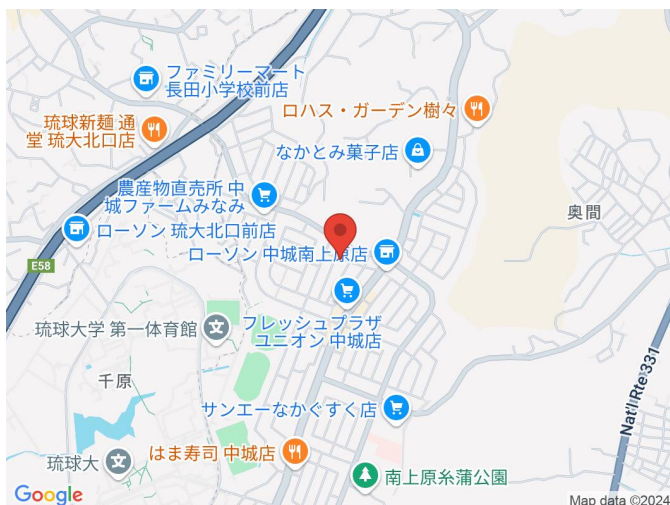 ファミリーマート
長田小学校前店
琉球新麺 通
堂 琉大北口店
ロハス・ガーデン樹々
なかとみ菓子店
農産物直売所 中
城ファームみなみ
奥間
ローソン 琉大北口前店
ローソン 中城南上原店
E58
フレッシュプラザ
ユニオン 中城店
琉球大学 第一体育館
千原
サンエーなかぐすく店
Nat'l Rte 331
はま寿司 中城店
琉球大
南上原糸蒲公園
Google
Map data ©2024